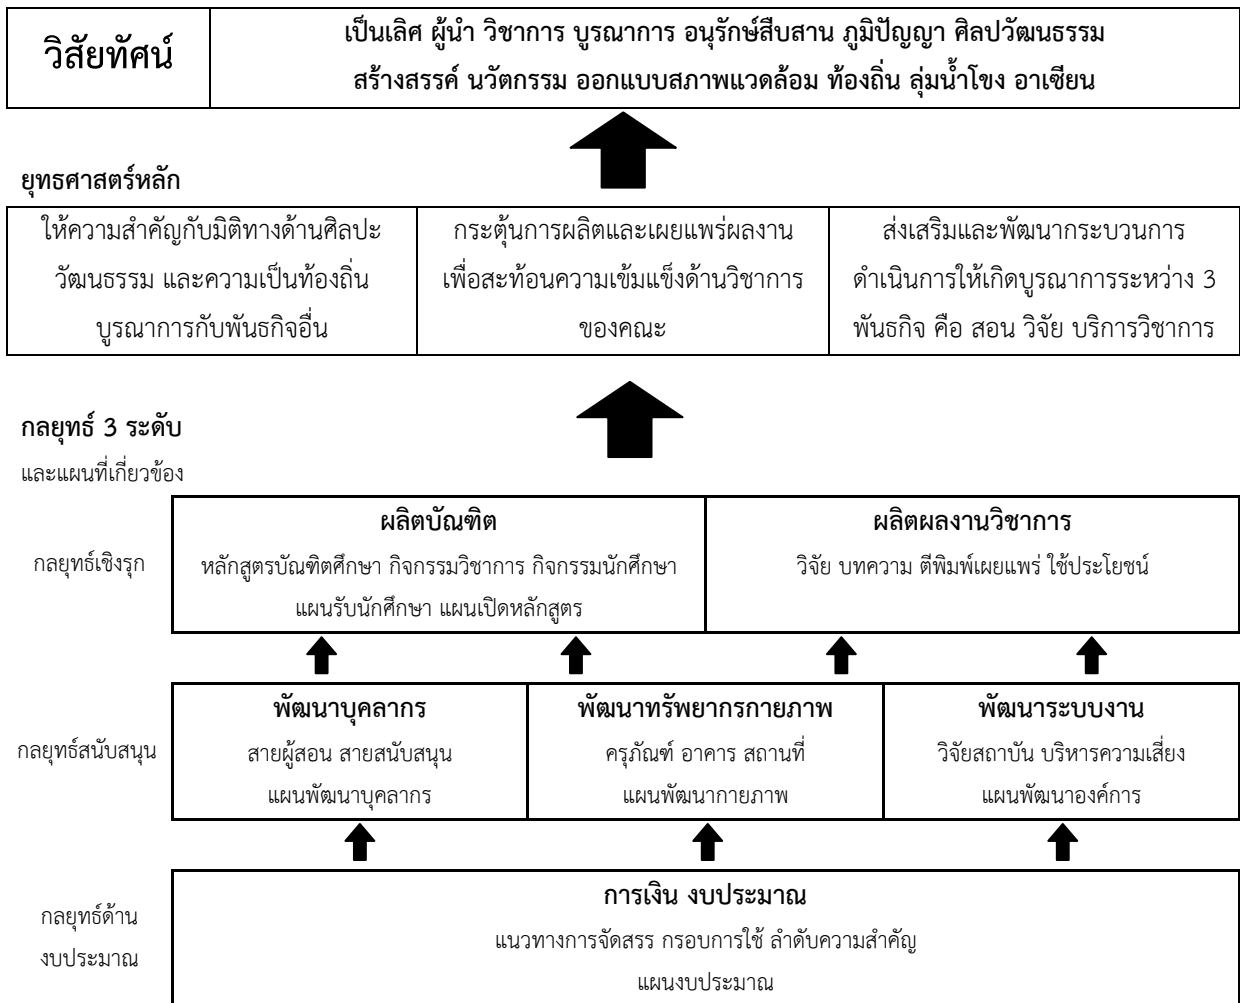 วิสัยทัศน์
เป็นเลิศ ผู้นำ วิชาการ บูรณาการ อนุรักษ์สืบสาน ภูมิปัญญา ศิลปวัฒนธรรม
สร้างสรรค์ นวัตกรรม ออกแบบสภาพแวดล้อม ท้องถิ่น ลุ่มน้ำโขง อาเซียน
ยุทธศาสตร์หลัก
ให้ความสำคัญกับมิติทางด้านศิลปะ
วัฒนธรรม และความเป็นท้องถิ่น
บูรณาการกับพันธกิจอื่น
กระตุ้นการผลิตและเผยแพร่ผลงาน
เพื่อสะท้อนความเข้มแข็งด้านวิชาการ
ของคณะ
ส่งเสริมและพัฒนากระบวนการ
ดำเนินการให้เกิดบูรณาการระหว่าง 3
พันธกิจ คือ สอน วิจัย บริการวิชาการ
กลยุทธ์ 3 ระดับ
และแผนที่เกี่ยวข้อง
กลยุทธ์เชิงรุก
ผลิตบัณฑิต
หลักสูตรบัณฑิตศึกษา กิจกรรมวิชาการ กิจกรรมนักศึกษา
แผนรับนักศึกษา แผนเปิดหลักสูตร
ผลิตผลงานวิชาการ
วิจัย บทความ ตีพิมพ์เผยแพร่ ใช้ประโยชน์
กลยุทธ์สนับสนุน
พัฒนาบุคลากร
สายผู้สอน สายสนับสนุน
แผนพัฒนาบุคลากร
พัฒนาทรัพยากรกายภาพ
ครุภัณฑ์ อาคาร สถานที่
แผนพัฒนากายภาพ
พัฒนาระบบงาน
วิจัยสถาบัน บริหารความเสี่ยง
แผนพัฒนาองค์การ
กลยุทธ์ด้าน
งบประมาณ
การเงิน งบประมาณ
แนวทางการจัดสรร กรอบการใช้ ลำดับความสำคัญ
แผนงบประมาณ